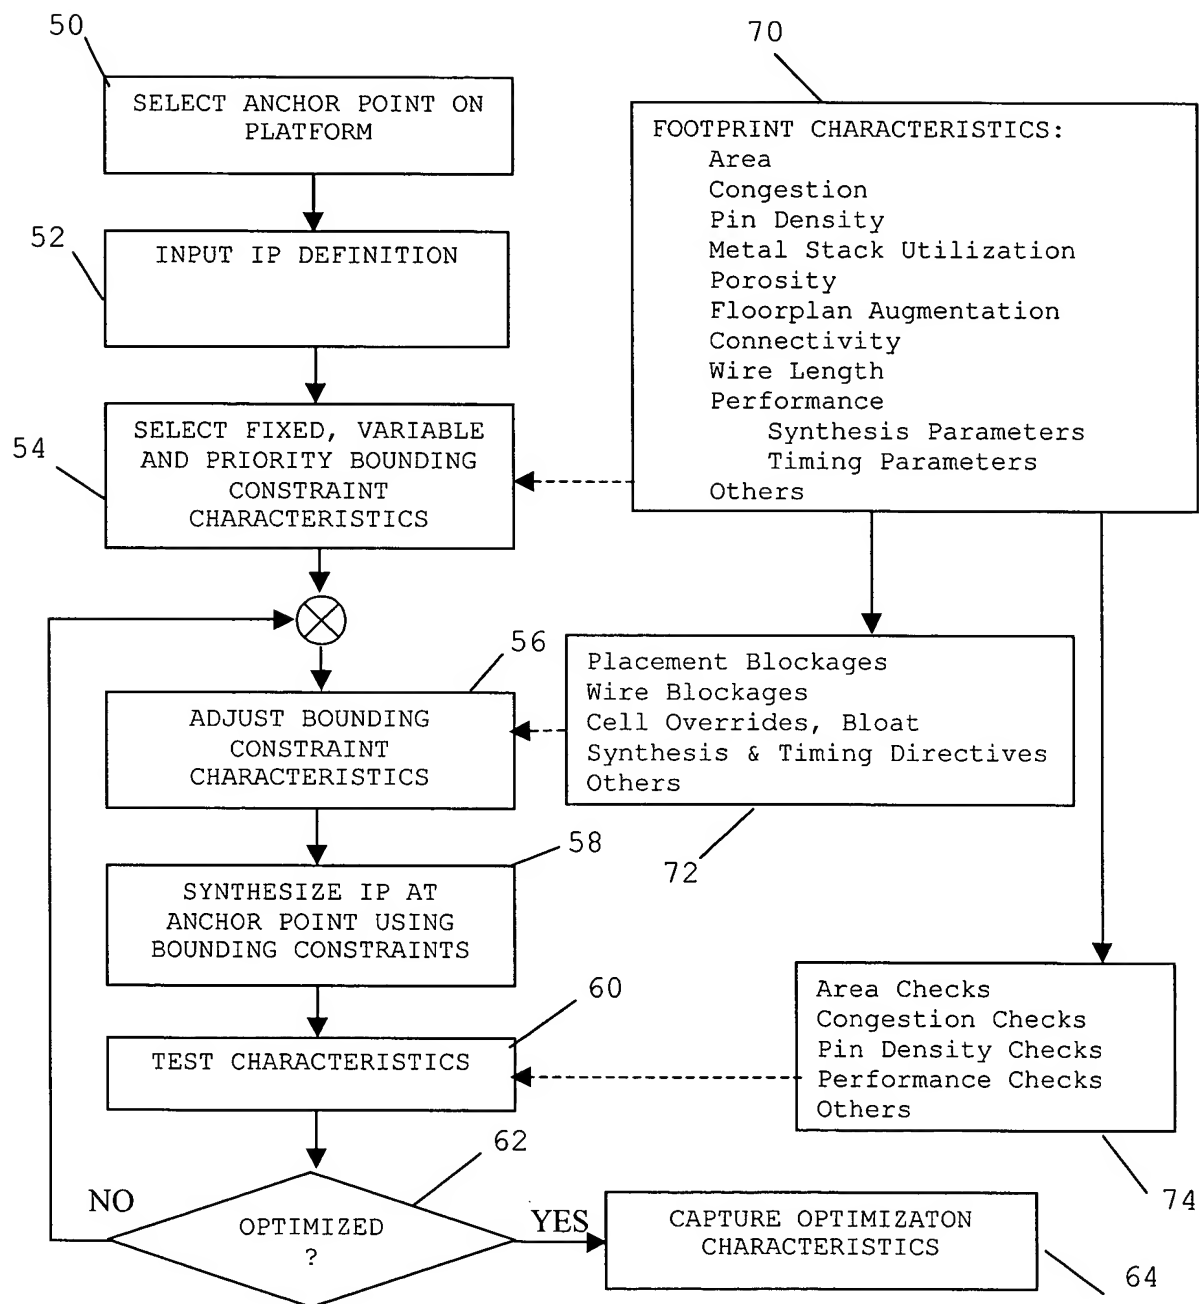 50
SELECT ANCHOR POINT ON
PLATFORM
52
INPUT IP DEFINITION
54
SELECT FIXED, VARIABLE
AND PRIORITY BOUNDING
CONSTRAINT
CHARACTERISTICS
70
FOOTPRINT CHARACTERISTICS:
Area
Congestion
Pin Density
Metal Stack Utilization
Porosity
Floorplan Augmentation
Connectivity
Wire Length
Performance
Synthesis Parameters
Timing Parameters
Others
56
ADJUST BOUNDING
CONSTRAINT
CHARACTERISTICS
Placement Blockages
Wire Blockages
Cell Overrides, Bloat
Synthesis & Timing Directives
Others
72
58
SYNTHESIZE IP AT
ANCHOR POINT USING
BOUNDING CONSTRAINTS
60
TEST CHARACTERISTICS
Area Checks
Congestion Checks
Pin Density Checks
Performance Checks
Others
74
62
NO
OPTIMIZED
?
YES
CAPTURE OPTIMIZATON
CHARACTERISTICS
64